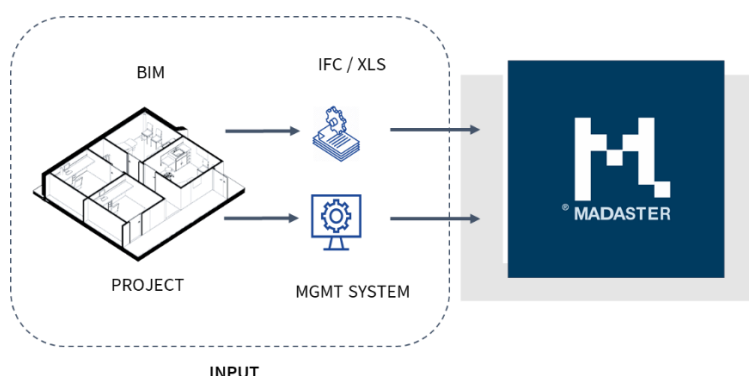 BIM
IFC / XLS
PROJECT
MGMT SYSTEM
® MADASTER
INPUT